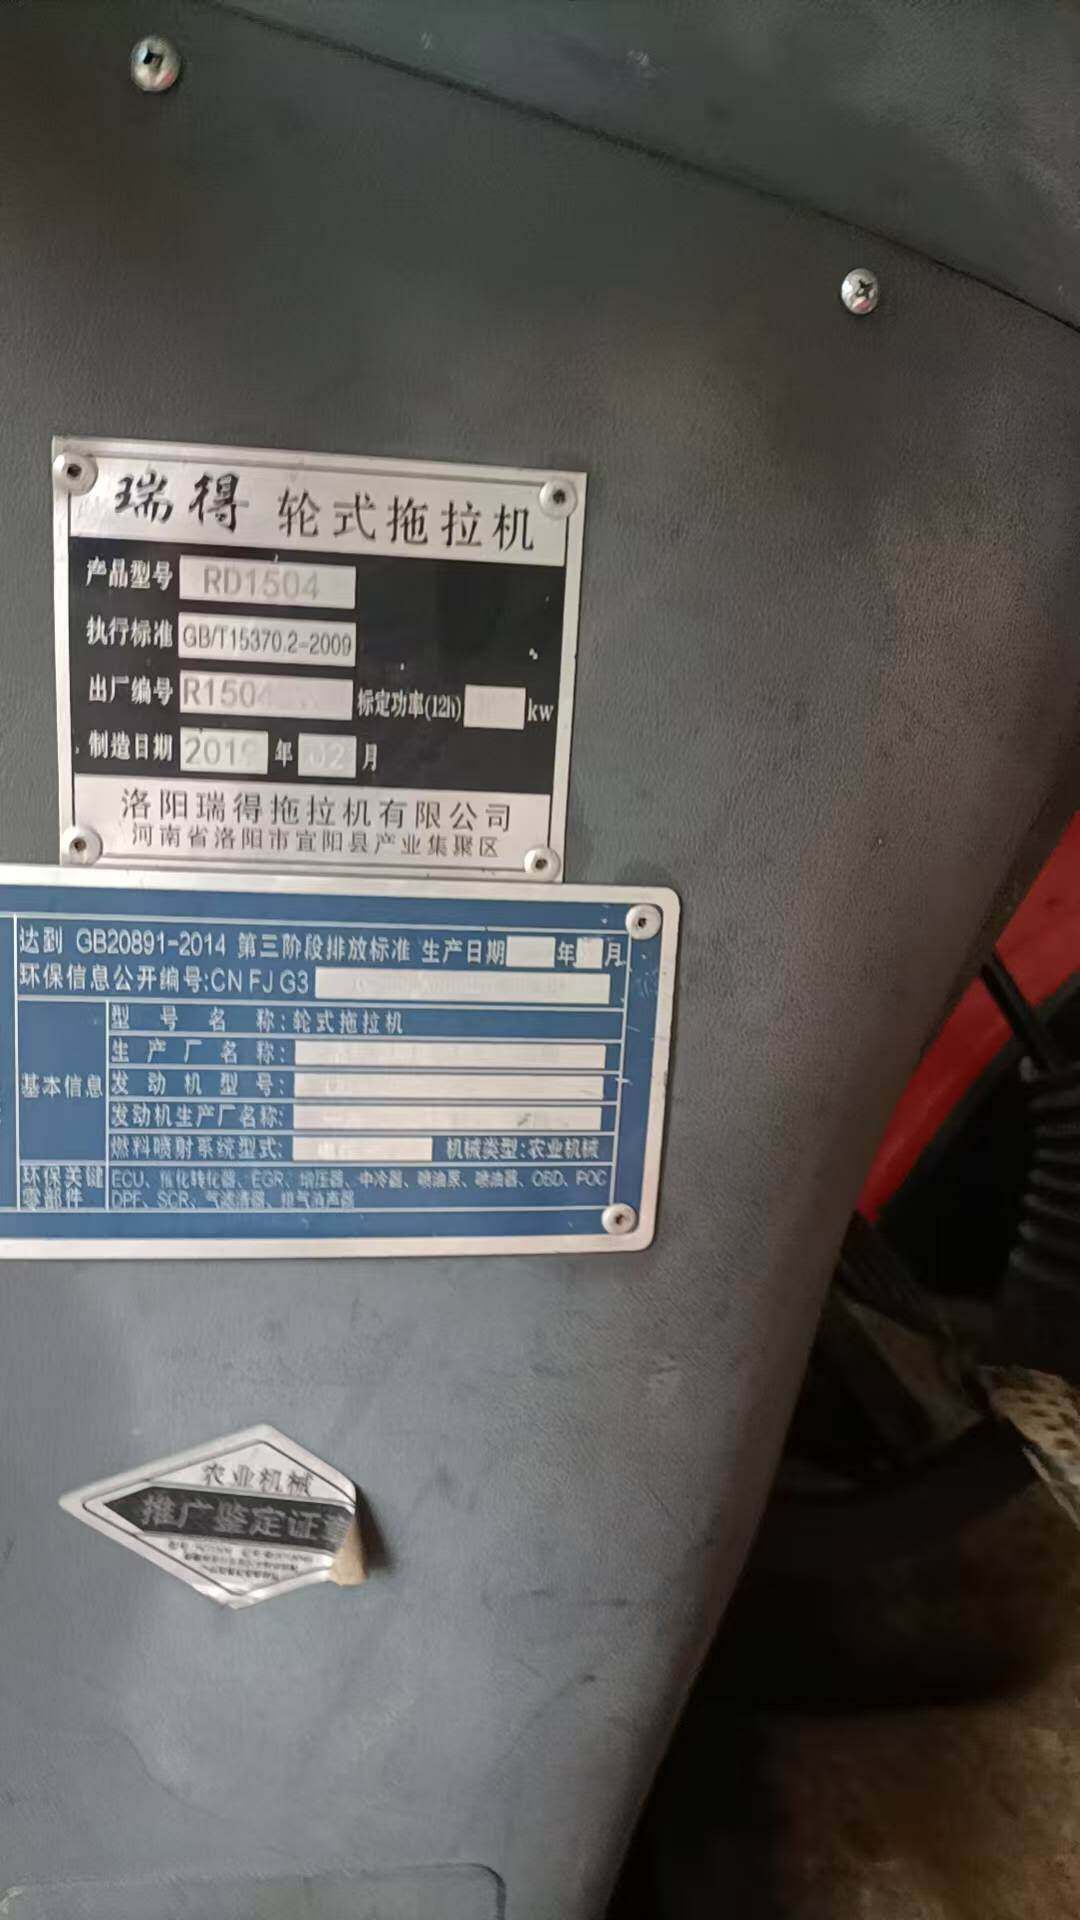 瑞得 轮式拖拉机
产品型号 RD1504
执行标准 GB/T15370.2-2009
出厂编号 R1504 标定功率(12h) kw
制造日期 2019 年 02 月
洛阳瑞得拖拉机有限公司
河南省洛阳市宜阳县产业集聚区
达到 GB20891-2014 第三阶段排放标准 生产日期 年 月
环保信息公开编号:CN FJ G3
基本信息
型号名称:轮式拖拉机
生产厂名称:
发动机型号:
发动机生产厂名称:
燃料喷射系统型式: 机械类型:农业机械
环保关键零部件
ECU、催化转化器、EGR、增压器、中冷器、喷油泵、喷油器、OBD、POC
DPF、SCR、空滤清器、排气消声器
农业机械
推广鉴定证